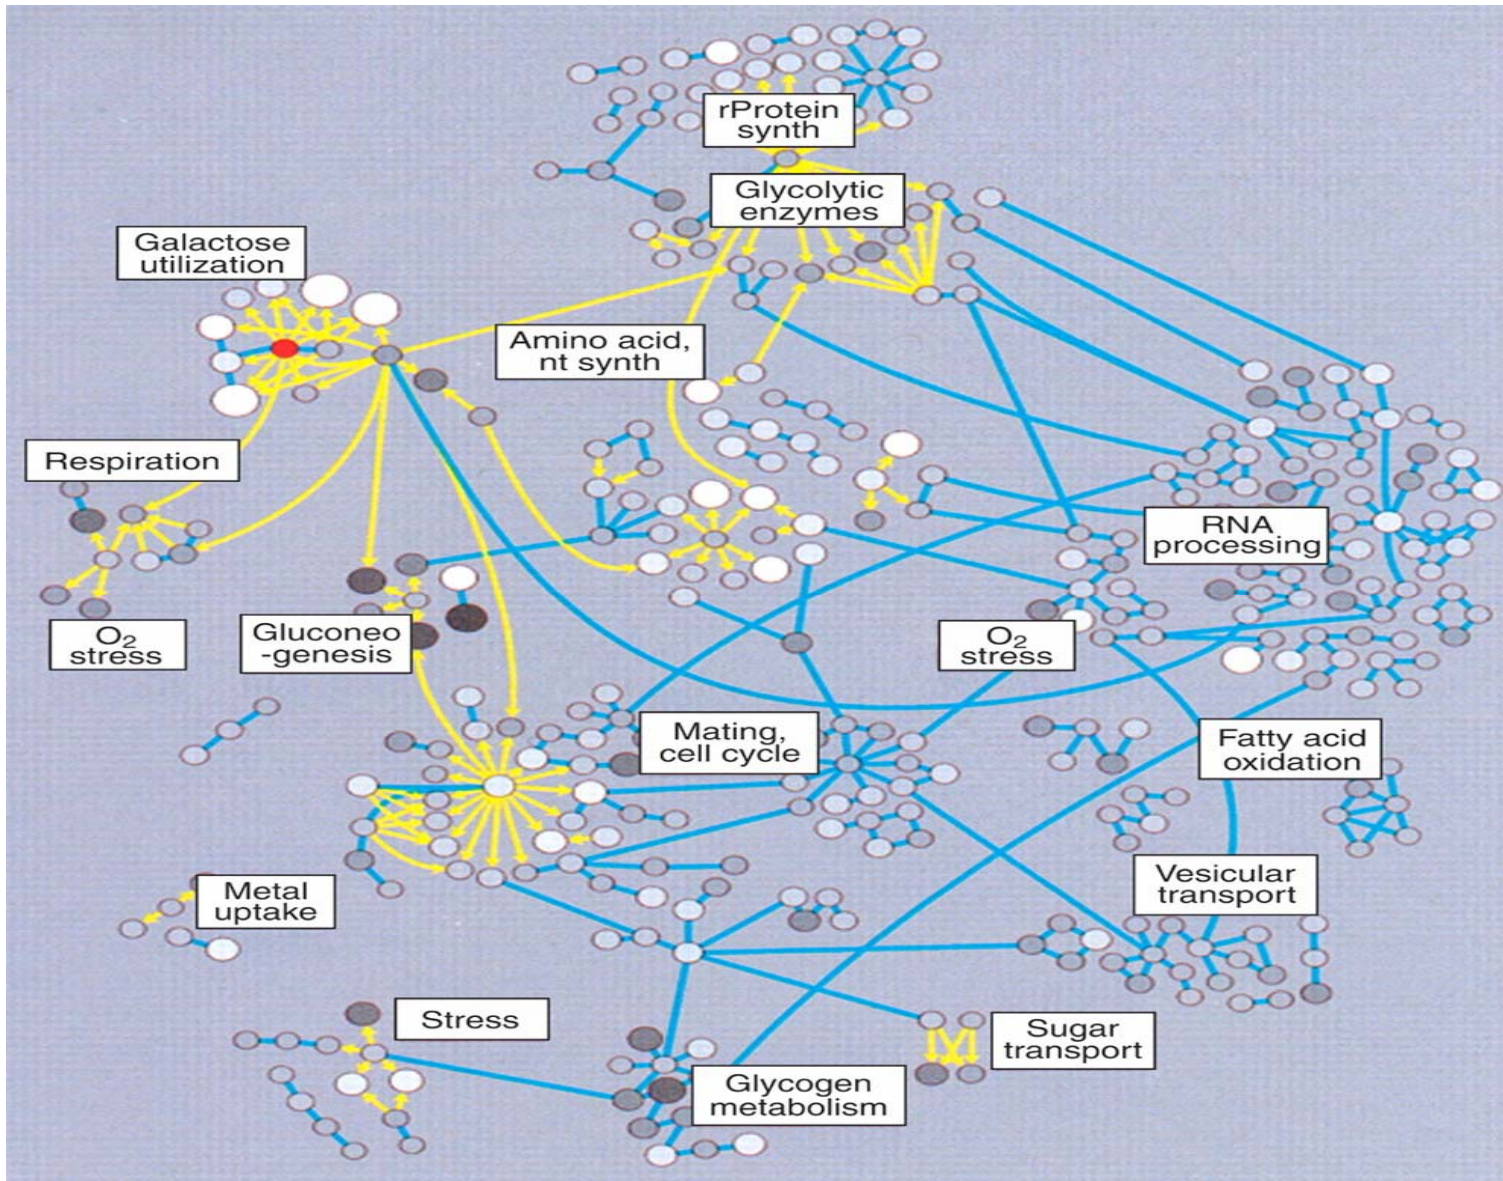 rProtein
synth
Glycolytic
enzymes
Galactose
utilization
Amino acid,
nt synth
Respiration
RNA
processing
O2
stress
Gluconeo
-genesis
O2
stress
Mating,
cell cycle
Fatty acid
oxidation
Vesicular
transport
Metal
uptake
Stress
Sugar
transport
Glycogen
metabolism